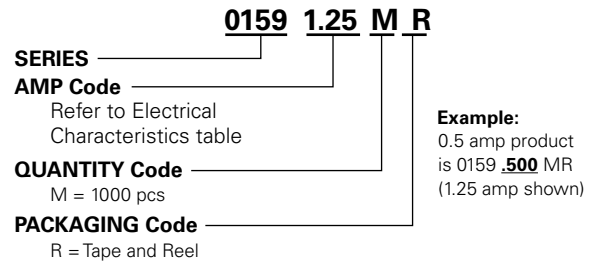 0159 1.25 M R
SERIES
AMP Code
Refer to Electrical
Characteristics table
QUANTITY Code
M = 1000 pcs
PACKAGING Code
R = Tape and Reel
Example:
0.5 amp product
is 0159 .500 MR
(1.25 amp shown)